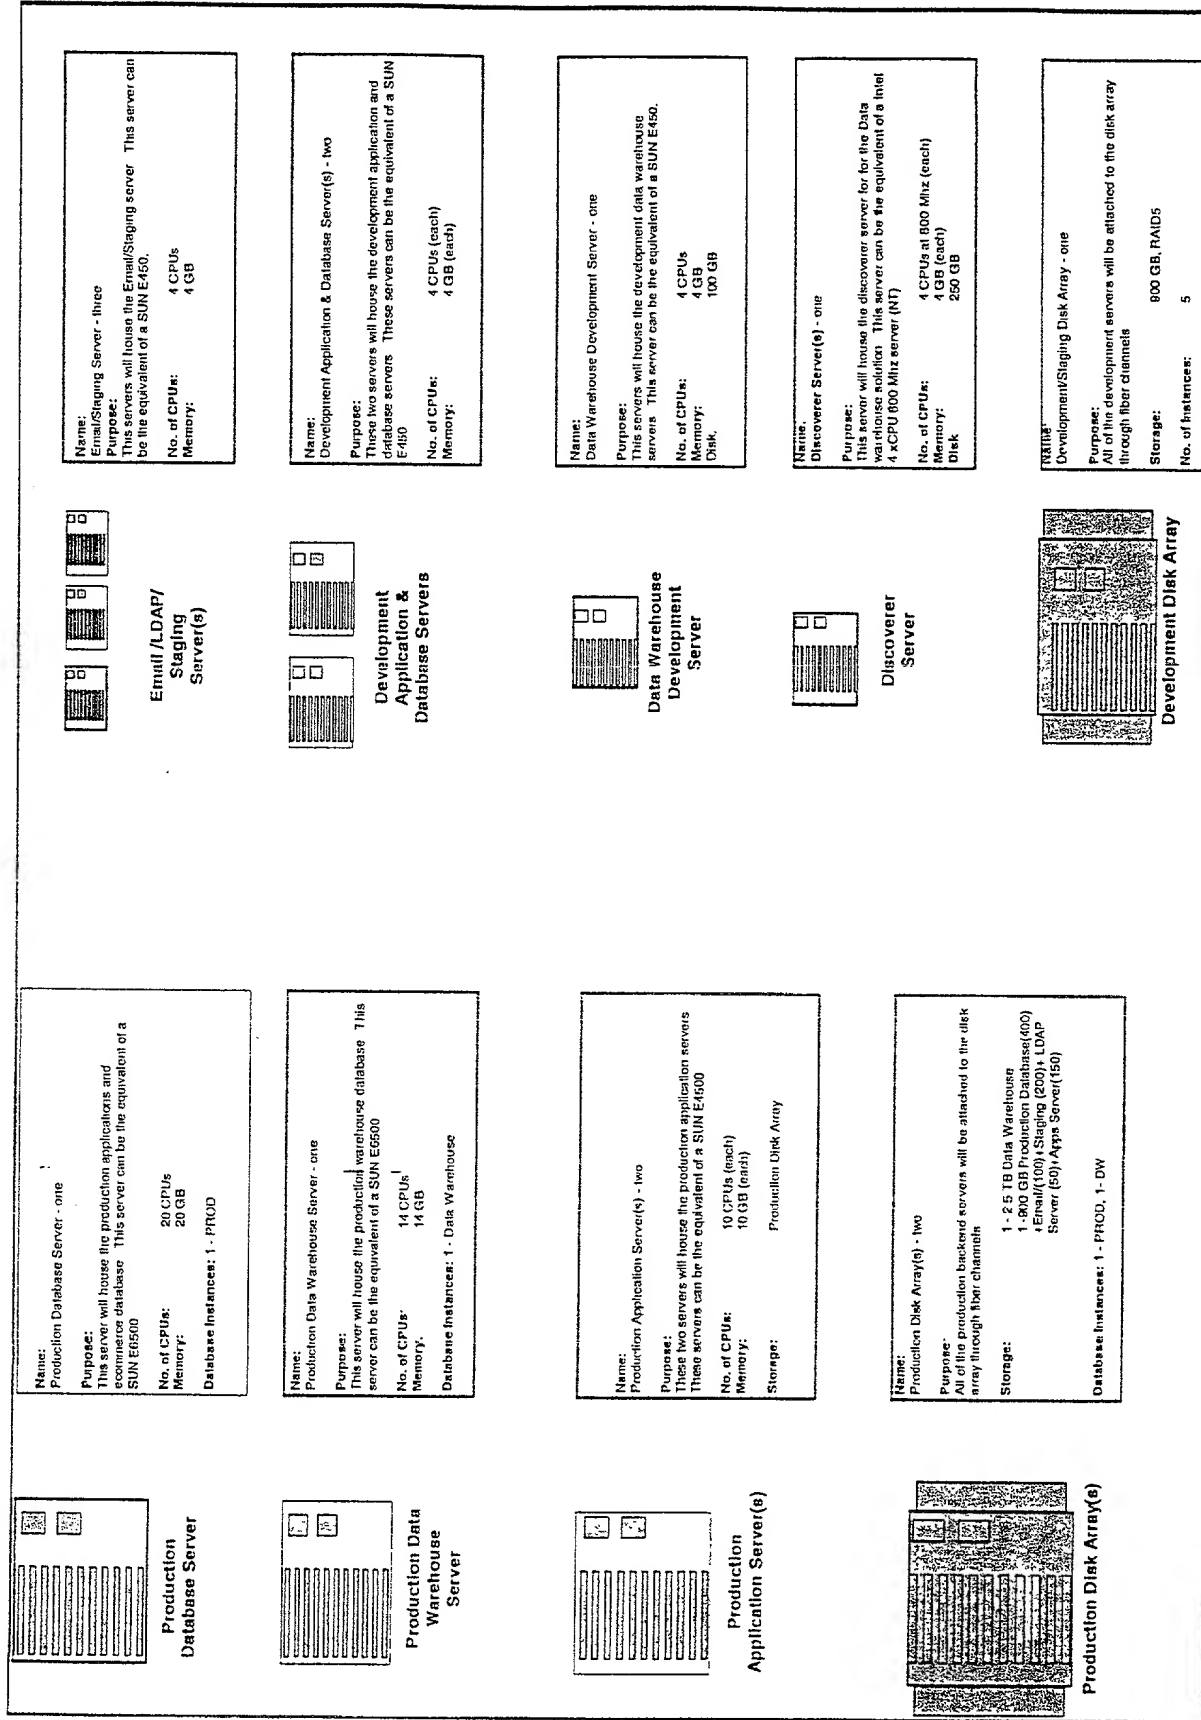 Production
Database Server
Name:
Production Database Server - one
Purpose:
This server will house the production applications and
ecommerce database This server can be the equivalent of a
SUN E6500
No. of CPUs: 20 CPUs
Memory: 20 GB
Database Instances: 1 - PROD
Production Data
Warehouse
Server
Name:
Production Data Warehouse Server - one
Purpose:
This server will house the production warehouse database This
server can be the equivalent of a SUN E6500
No. of CPUs: 14 CPUs
Memory. 14 GB
Database Instances: 1 - Data Warehouse
Production
Application Server(s)
Name:
Production Application Server(s) - two
Purpose:
These two servers will house the production application servers
These servers can be the equivalent of a SUN E4500
No. of CPUs: 10 CPUs (each)
Memory: 10 GB (each)
Storage: Production Disk Array
Production Disk Array(s)
Name:
Production Disk Array(s) - two
Purpose
All of the production backend servers will be attached to the disk
array through fiber channels
Storage: 1 - 2 5 TB Data Warehouse
1 -900 GB Production Database(400)
+Email/(100)+Staging (200)+ LDAP
Server (50)+Apps Server(150)
Database Instances: 1 - PROD, 1- DW
Email /LDAP/
Staging
Server(s)
Name:
Email/Staging Server - three
Purpose:
This servers will house the Email/Staging server This server can
be the equivalent of a SUN E450.
No. of CPUs: 4 CPUs
Memory: 4 GB
Development
Application &
Database Servers
Name:
Development Application & Database Server(s) - two
Purpose:
These two servers will house the development application and
database servers These servers can be the equivalent of a SUN
E450
No. of CPUs: 4 CPUs (each)
Memory: 4 GB (each)
Data Warehouse
Development
Server
Name:
Data Warehouse Development Server - one
Purpose:
This servers will house the development data warehouse
servers This server can be the equivalent of a SUN E450.
No. of CPUs: 4 CPUs
Memory: 4 GB
Disk. 100 GB
Discoverer
Server
Name.
Discoverer Server(s) - one
Purpose:
This server will house the discoverer server for for the Data
warehouse solution This server can be the equivalent of a Intel
4 xCPU 800 Mhz server (NT)
No. of CPUs: 4 CPUs at 800 Mhz (each)
Memory: 4 GB (each)
Disk 250 GB
Development Disk Array
Name
Development/Staging Disk Array - one
Purpose:
All of the development servers will be attached to the disk array
through fiber channels
Storage: 900 GB, RAID5
No. of Instances: 5